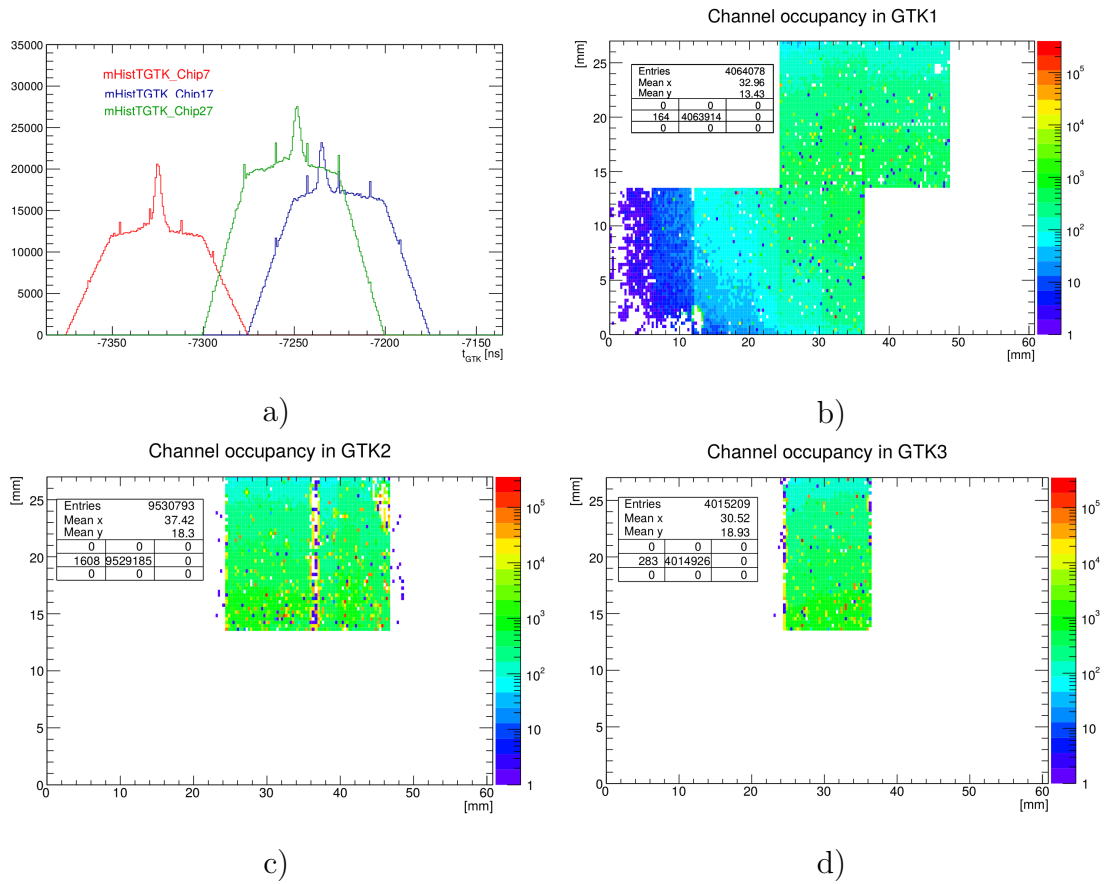 35000
30000
25000
20000
15000
10000
5000
0
mHistTGTK_Chip7
mHistTGTK_Chip17
mHistTGTK_Chip27
-7350 -7300 -7250 -7200 -7150
t_GTK [ns]
a)
Channel occupancy in GTK1
[mm]
25
20
15
10
5
0
Entries 4064078
Mean x 32.96
Mean y 13.43
0 0 0
164 4063914 0
0 0 0
0 10 20 30 40 50 60
[mm]
10^5
10^4
10^3
10^2
10
1
b)
Channel occupancy in GTK2
[mm]
25
20
15
10
5
0
Entries 9530793
Mean x 37.42
Mean y 18.3
0 0 0
1608 9529185 0
0 0 0
0 10 20 30 40 50 60
[mm]
10^5
10^4
10^3
10^2
10
1
c)
Channel occupancy in GTK3
[mm]
25
20
15
10
5
0
Entries 4015209
Mean x 30.52
Mean y 18.93
0 0 0
283 4014926 0
0 0 0
0 10 20 30 40 50 60
[mm]
10^5
10^4
10^3
10^2
10
1
d)